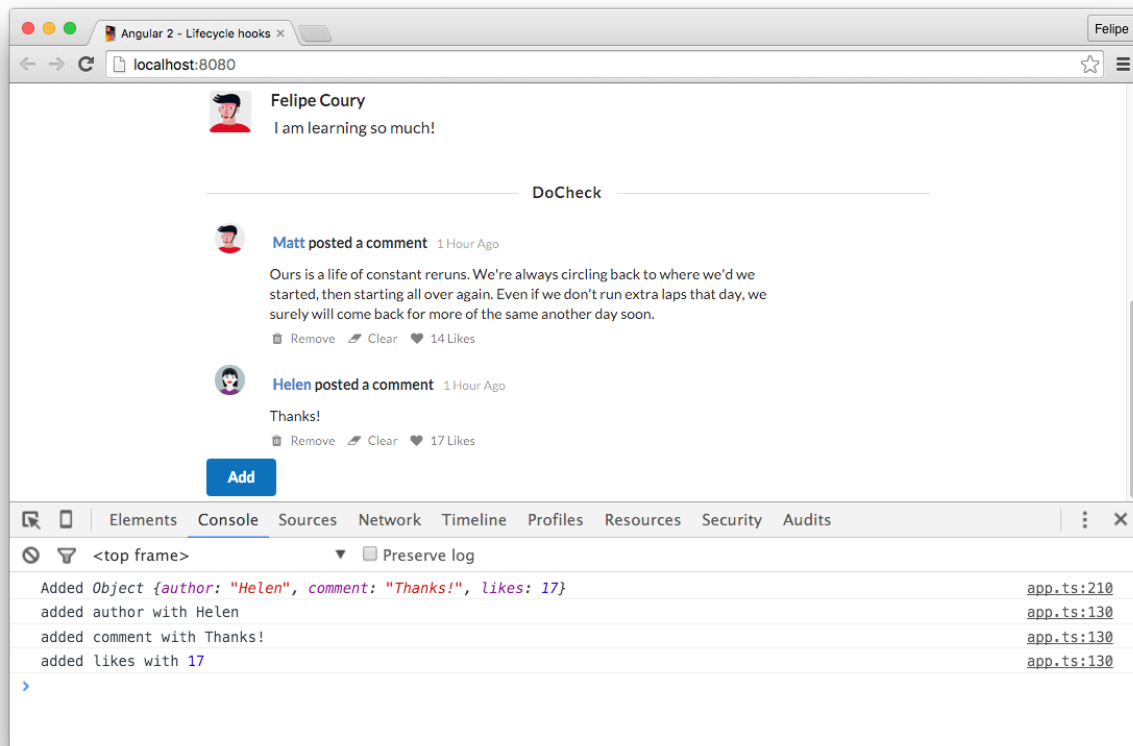 Angular 2 - Lifecycle hooks ×
Felipe
localhost:8080
Felipe Coury
I am learning so much!
DoCheck
Matt posted a comment 1 Hour Ago
Ours is a life of constant reruns. We're always circling back to where we'd we
started, then starting all over again. Even if we don't run extra laps that day, we
surely will come back for more of the same another day soon.
Remove Clear 14 Likes
Helen posted a comment 1 Hour Ago
Thanks!
Remove Clear 17 Likes
Add
Elements Console Sources Network Timeline Profiles Resources Security Audits
<top frame> Preserve log
Added Object {author: "Helen", comment: "Thanks!", likes: 17} app.ts:210
added author with Helen app.ts:130
added comment with Thanks! app.ts:130
added likes with 17 app.ts:130